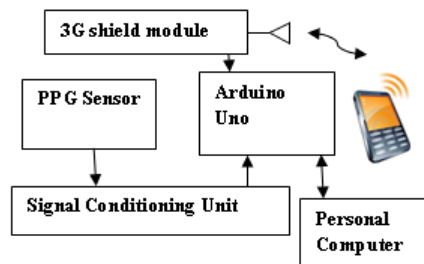 3G shield module
PPG Sensor
Arduino
Uno
Signal Conditioning Unit
Personal
Computer